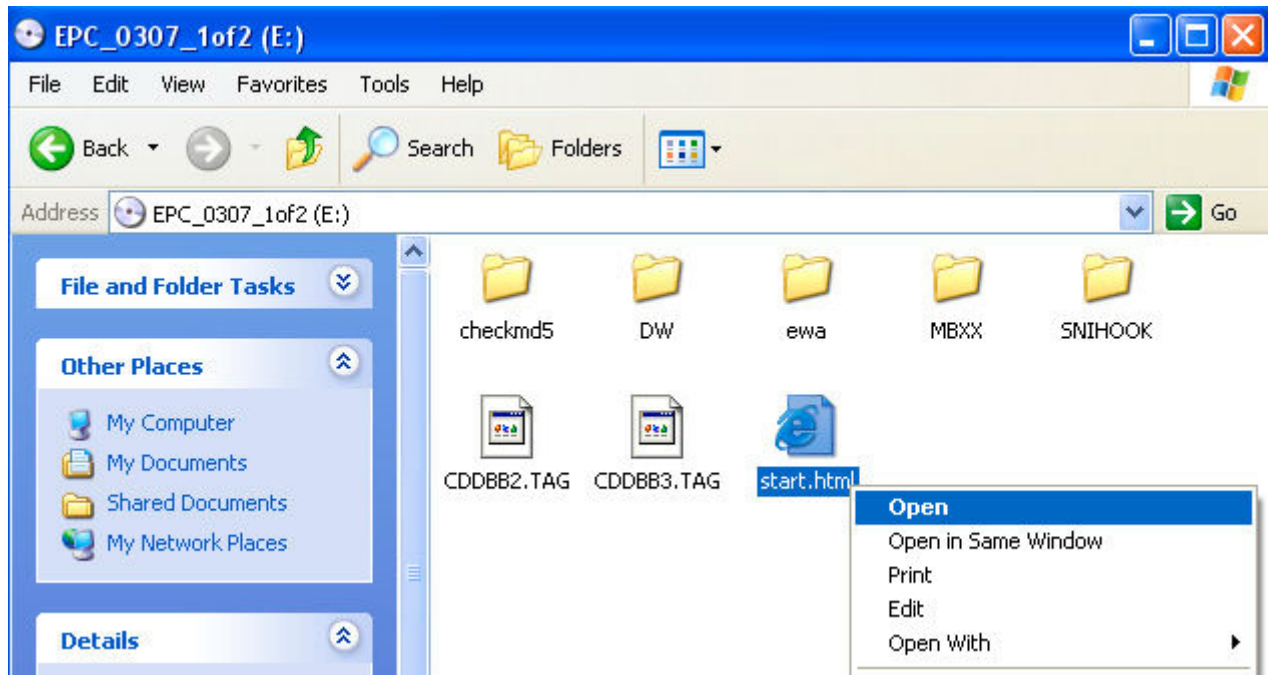 EPC_0307_1of2 (E:)
File Edit View Favorites Tools Help
Back Search Folders
Address EPC_0307_1of2 (E:) Go
File and Folder Tasks
Other Places
My Computer
My Documents
Shared Documents
My Network Places
Details
checkmd5 DW ewa MBXX SNIHOOK
CDDBB2.TAG CDDBB3.TAG start.html
Open
Open in Same Window
Print
Edit
Open With